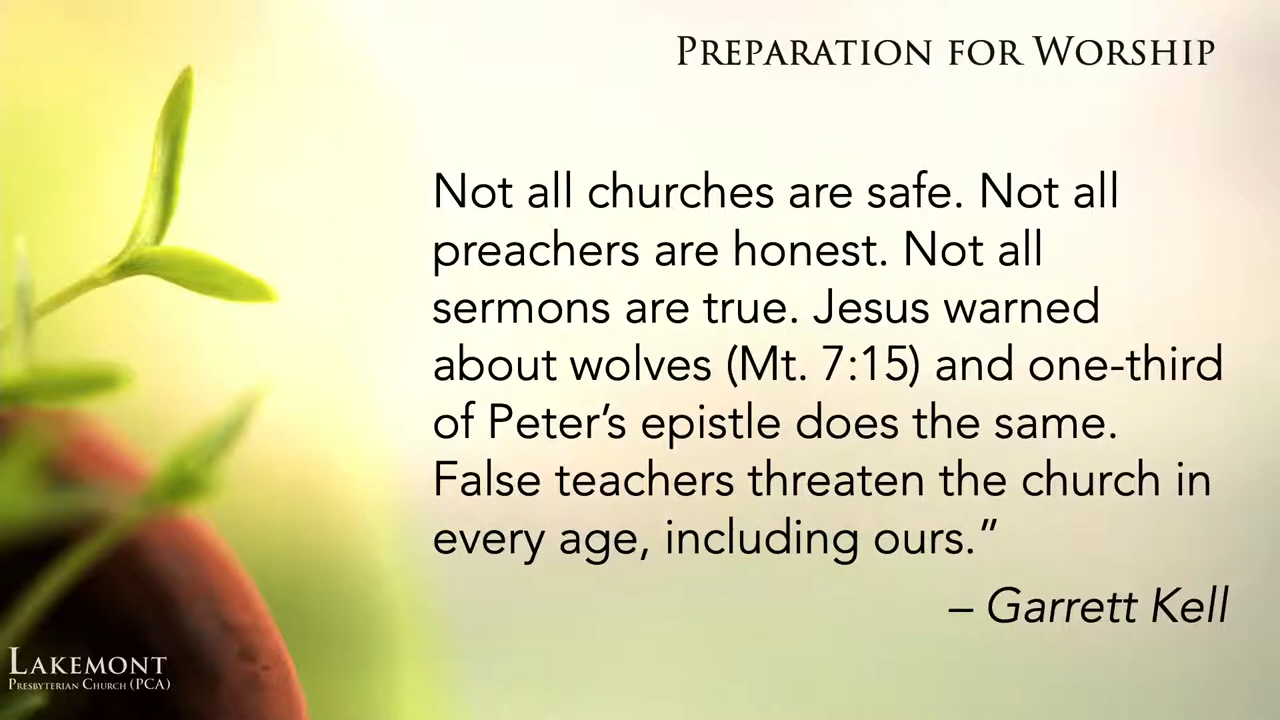 Preparation for Worship
Not all churches are safe. Not all
preachers are honest. Not all
sermons are true. Jesus warned
about wolves (Mt. 7:15) and one-third
of Peter’s epistle does the same.
False teachers threaten the church in
every age, including ours.”
– Garrett Kell
Lakemont
Presbyterian Church (PCA)